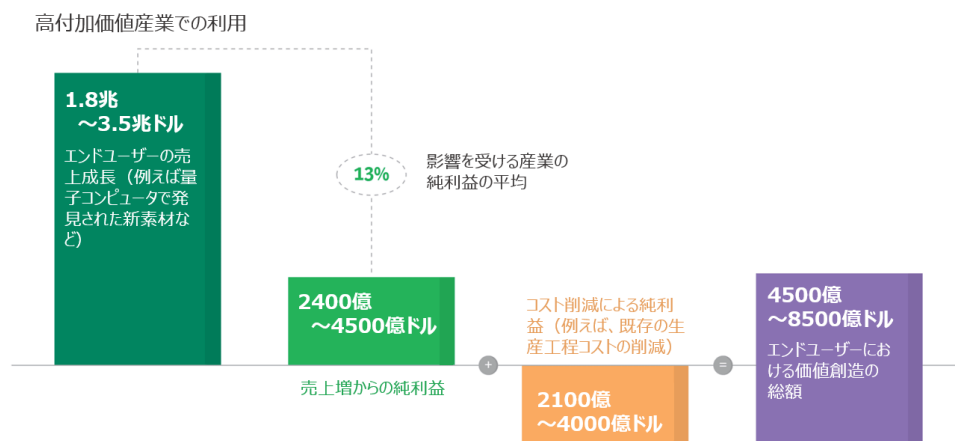 高付加価値産業での利用
1.8兆
～3.5兆ドル
エンドユーザーの売
上成長（例えば量
子コンピュータで発
見された新素材な
ど)
13%
影響を受ける産業の
純利益の平均
2400億
～4500億ドル
売上増からの純利益
+
コスト削減による純利
益（例えば、既存の生
産工程コストの削減）
2100億
～4000億ドル
=
4500億
～8500億ドル
エンドユーザーにお
ける価値創造の
総額